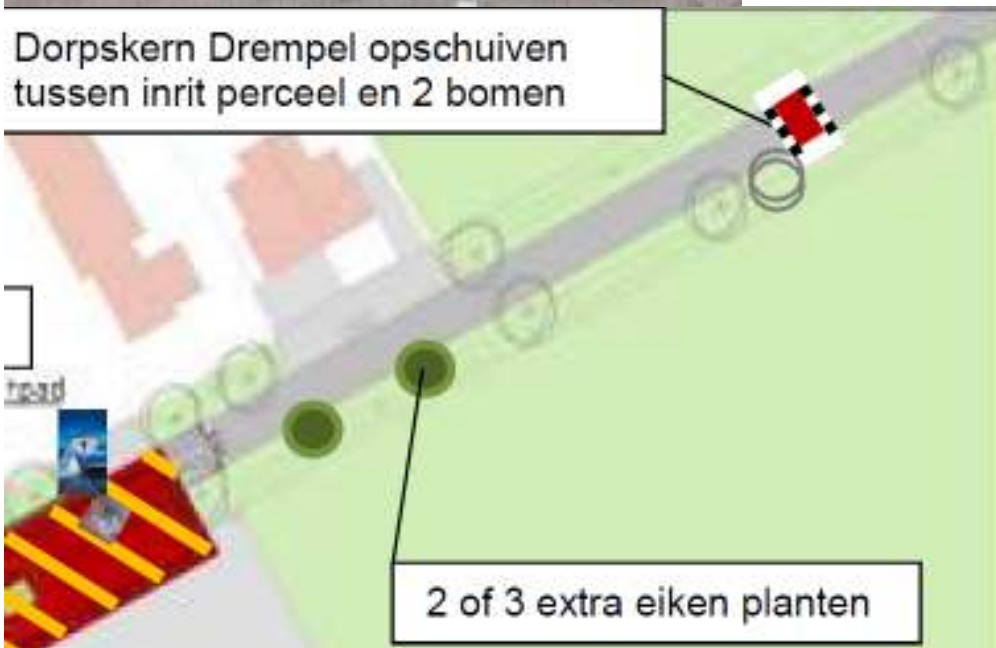 Dorpskern Drempel opschuiven
tussen inrit perceel en 2 bomen
2 of 3 extra eiken planten